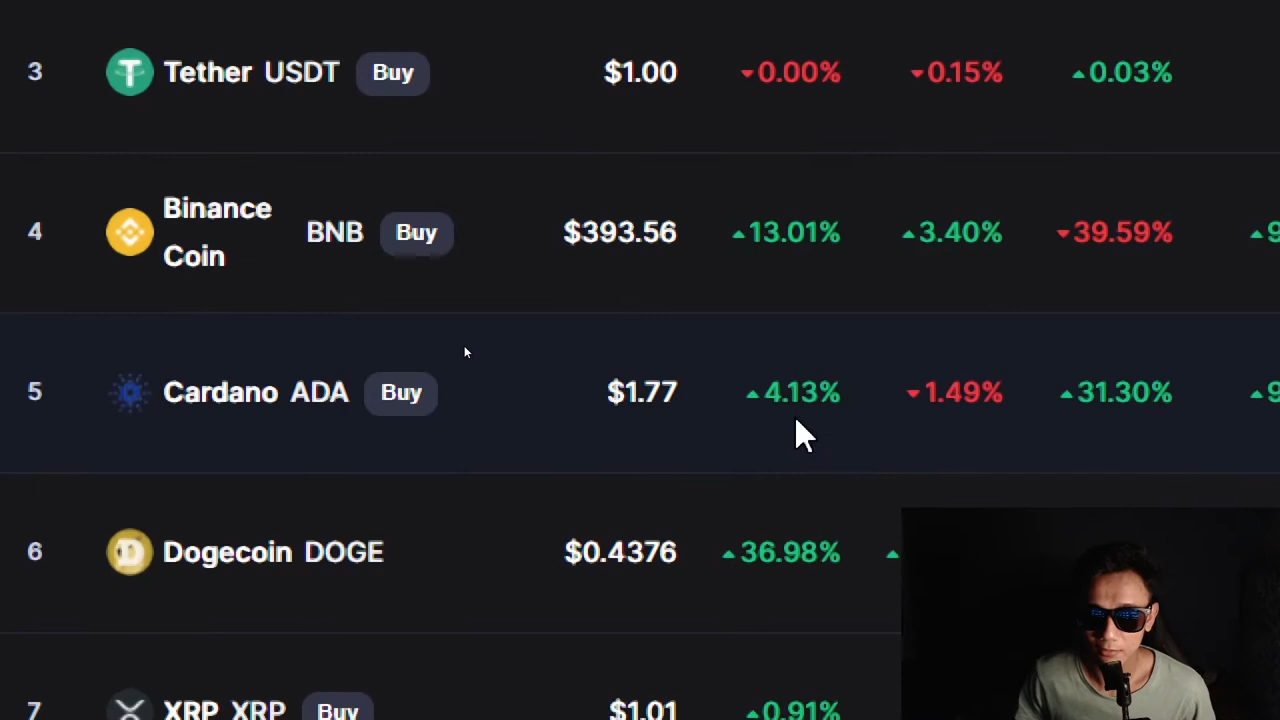 3 Tether USDT Buy $1.00 0.00% 0.15% 0.03%
Binance
4 BNB Buy $393.56 13.01% 3.40% 39.59% 9
Coin
5 Cardano ADA Buy $1.77 4.13% 1.49% 31.30% 9
6 Dogecoin DOGE $0.4376 36.98%
7 XRP XRP Buy $1.01 0.91%